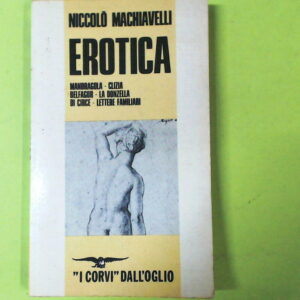 NICCOLÒ MACHIAVELLI
EROTICA
MANDRAGOLA - CLIZIA
BELFAGOR - LA DONZELLA
DI CIRCE - LETTERE FAMILIARI
"I CORVI" DALL'OGLIO